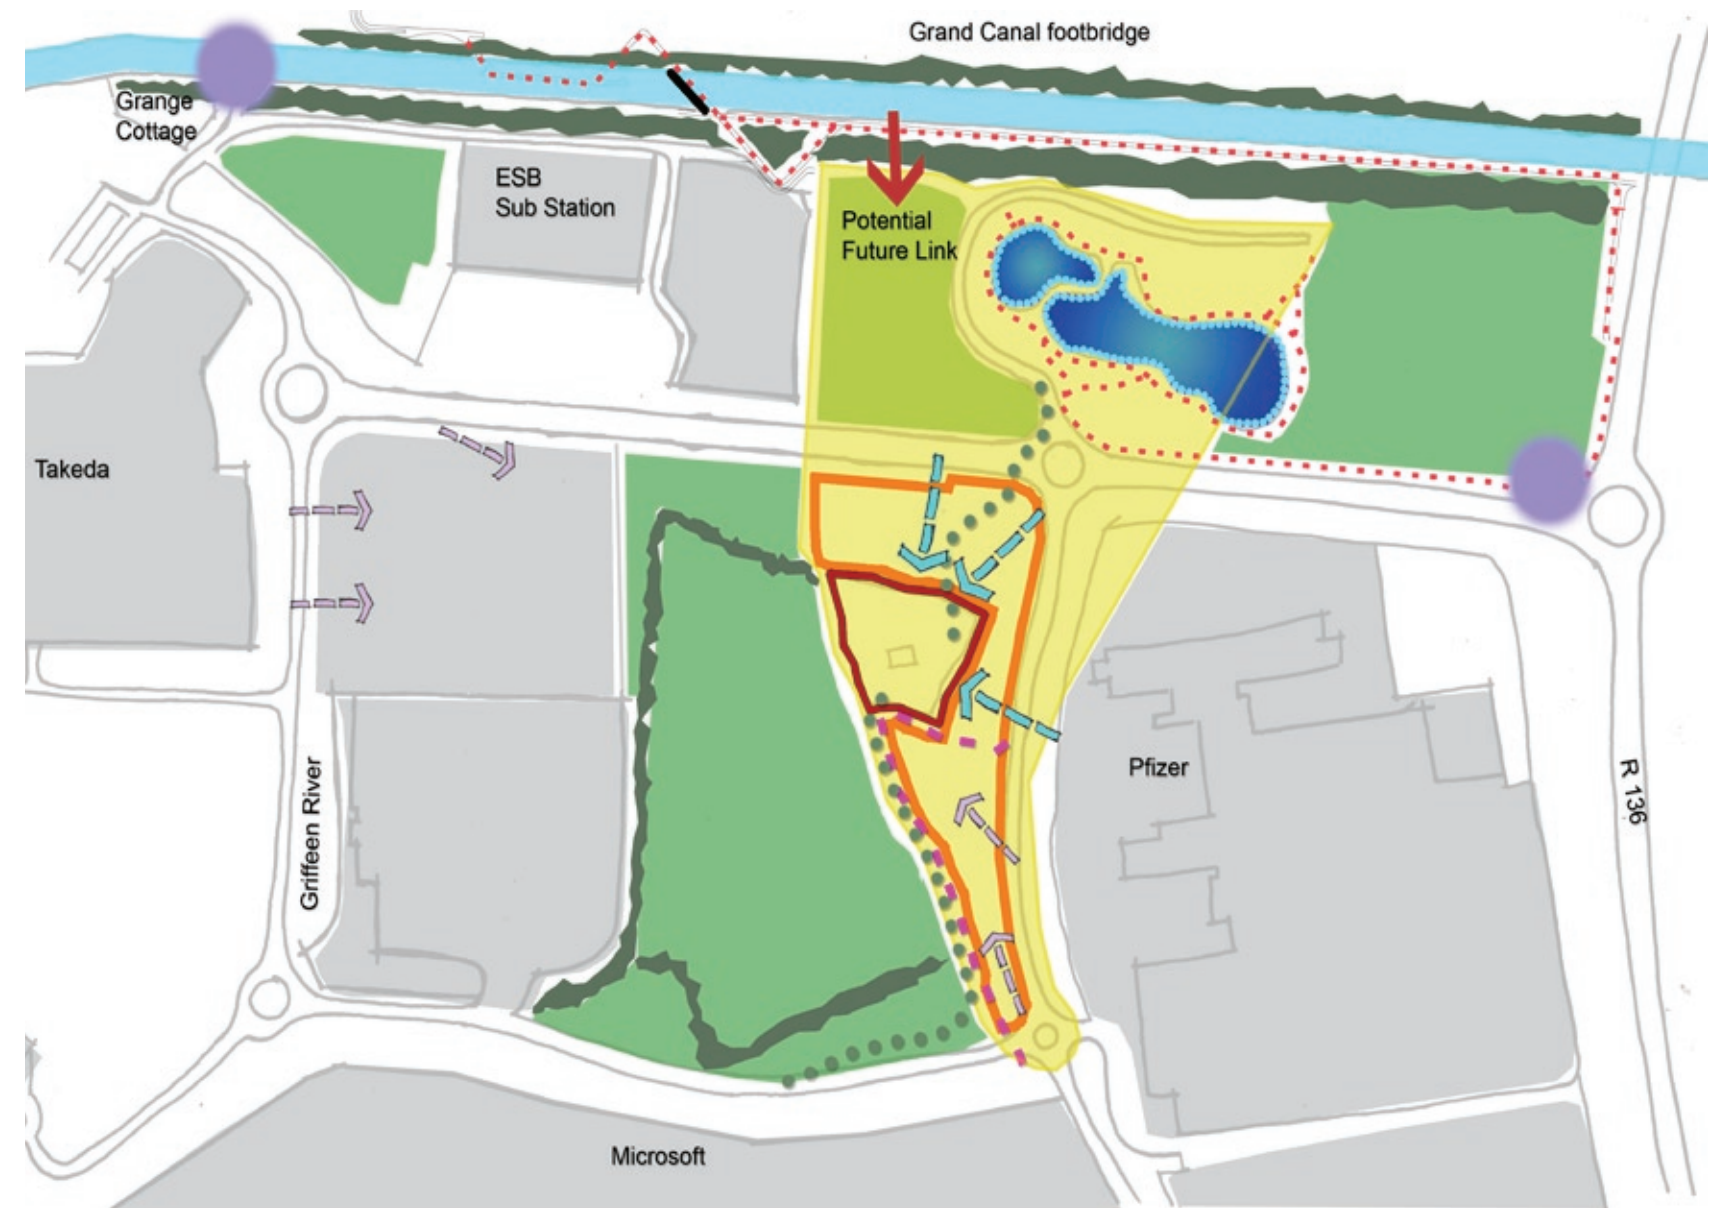 Grand Canal footbridge
Grange
Cottage
ESB
Sub Station
Potential
Future Link
Takeda
Griffeen River
Pfizer
R 136
Microsoft